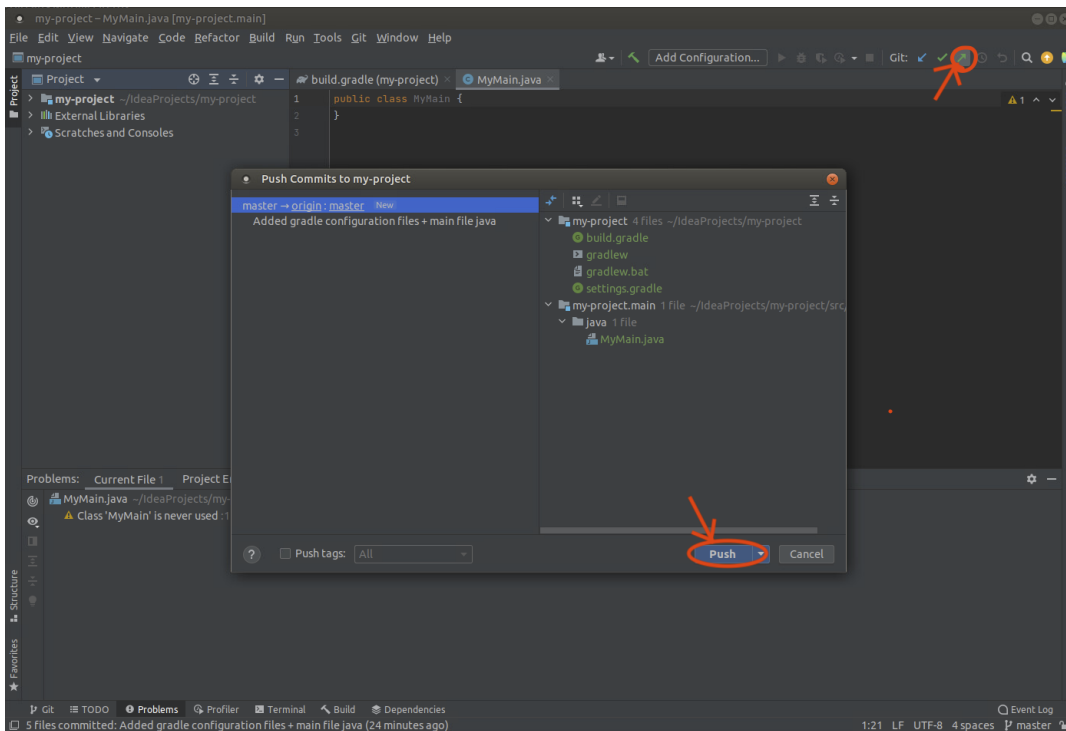 my-project – MyMain.java [my-project.main]
File Edit View Navigate Code Refactor Build Run Tools Git Window Help
my-project
Add Configuration...
Git:
Project
Project
build.gradle (my-project)
MyMain.java
my-project ~/IdeaProjects/my-project
External Libraries
Scratches and Consoles
1 public class MyMain {
2 }
3
1
Push Commits to my-project
master → origin : master New
Added gradle configuration files + main file java
my-project 4 files ~/IdeaProjects/my-project
build.gradle
gradlew
gradlew.bat
settings.gradle
my-project.main 1 file ~/IdeaProjects/my-project/src/
java 1 file
MyMain.java
? Push tags: All
Push
Cancel
Problems: Current File 1 Project E
MyMain.java ~/IdeaProjects/my-
Class 'MyMain' is never used :1
Structure
Favorites
Git TODO Problems Profiler Terminal Build Dependencies
Event Log
5 files committed: Added gradle configuration files + main file java (24 minutes ago)
1:21 LF UTF-8 4 spaces master